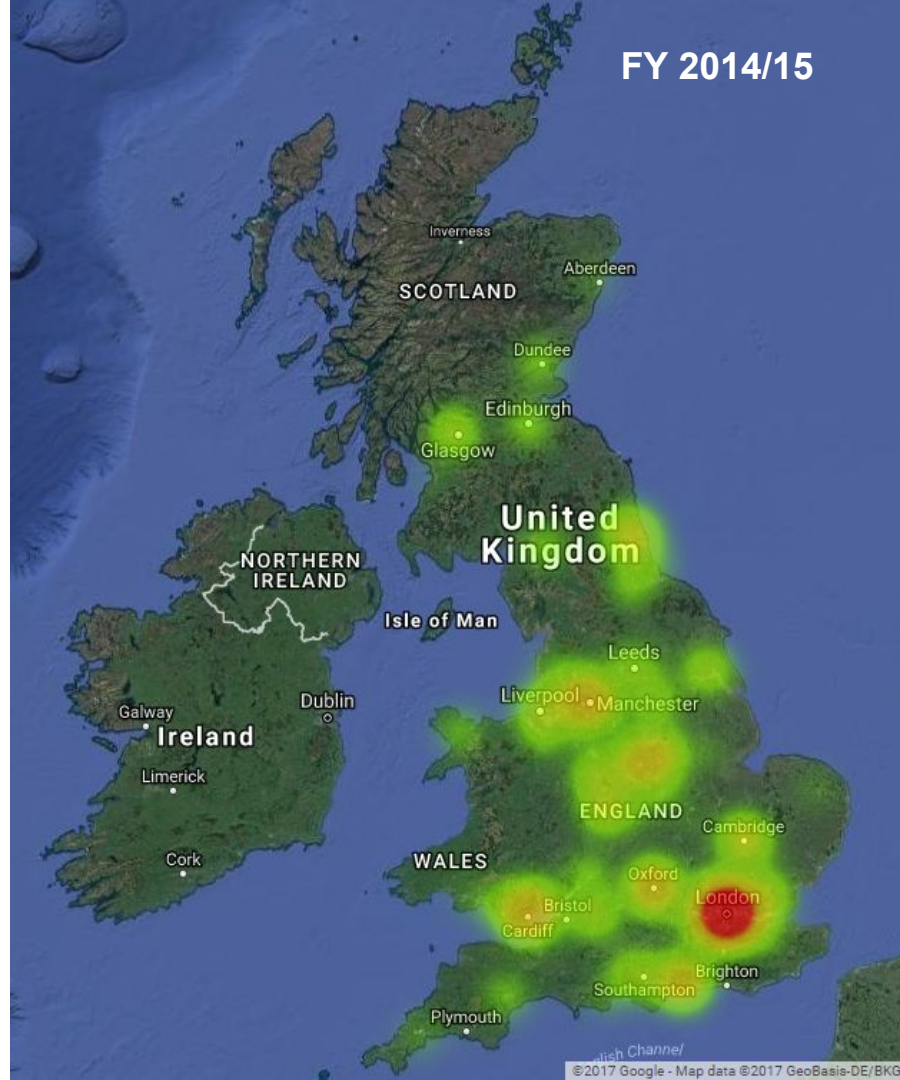 FY 2014/15
Inverness
Aberdeen
SCOTLAND
Dundee
Edinburgh
Glasgow
United
Kingdom
NORTHERN
IRELAND
Isle of Man
Leeds
Liverpool
Manchester
Dublin
Galway
Ireland
Limerick
ENGLAND
Cambridge
Cork
WALES
Oxford
London
Bristol
Cardiff
Brighton
Southampton
Plymouth
English Channel
©2017 Google - Map data ©2017 GeoBasis-DE/BKG